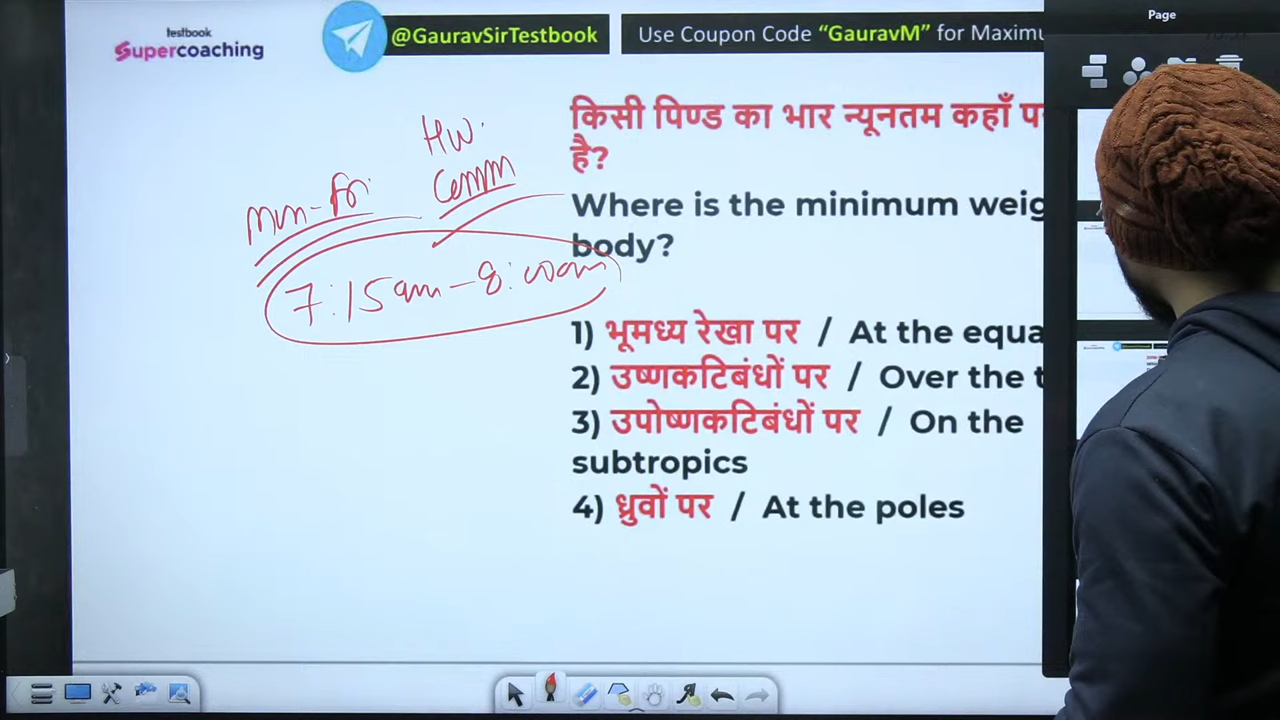 testbook
Supercoaching
@GauravSirTestbook
Use Coupon Code “GauravM” for Maximu
Page
HW.
Comm
Mon-Fri
7:15am-8:00am
किसी पिण्ड का भार न्यूनतम कहाँ
है?
Where is the minimum weig
body?
1) भूमध्य रेखा पर / At the equa
2) उष्णकटिबंधों पर / Over the t
3) उपोष्णकटिबंधों पर / On the
subtropics
4) ध्रुवों पर / At the poles